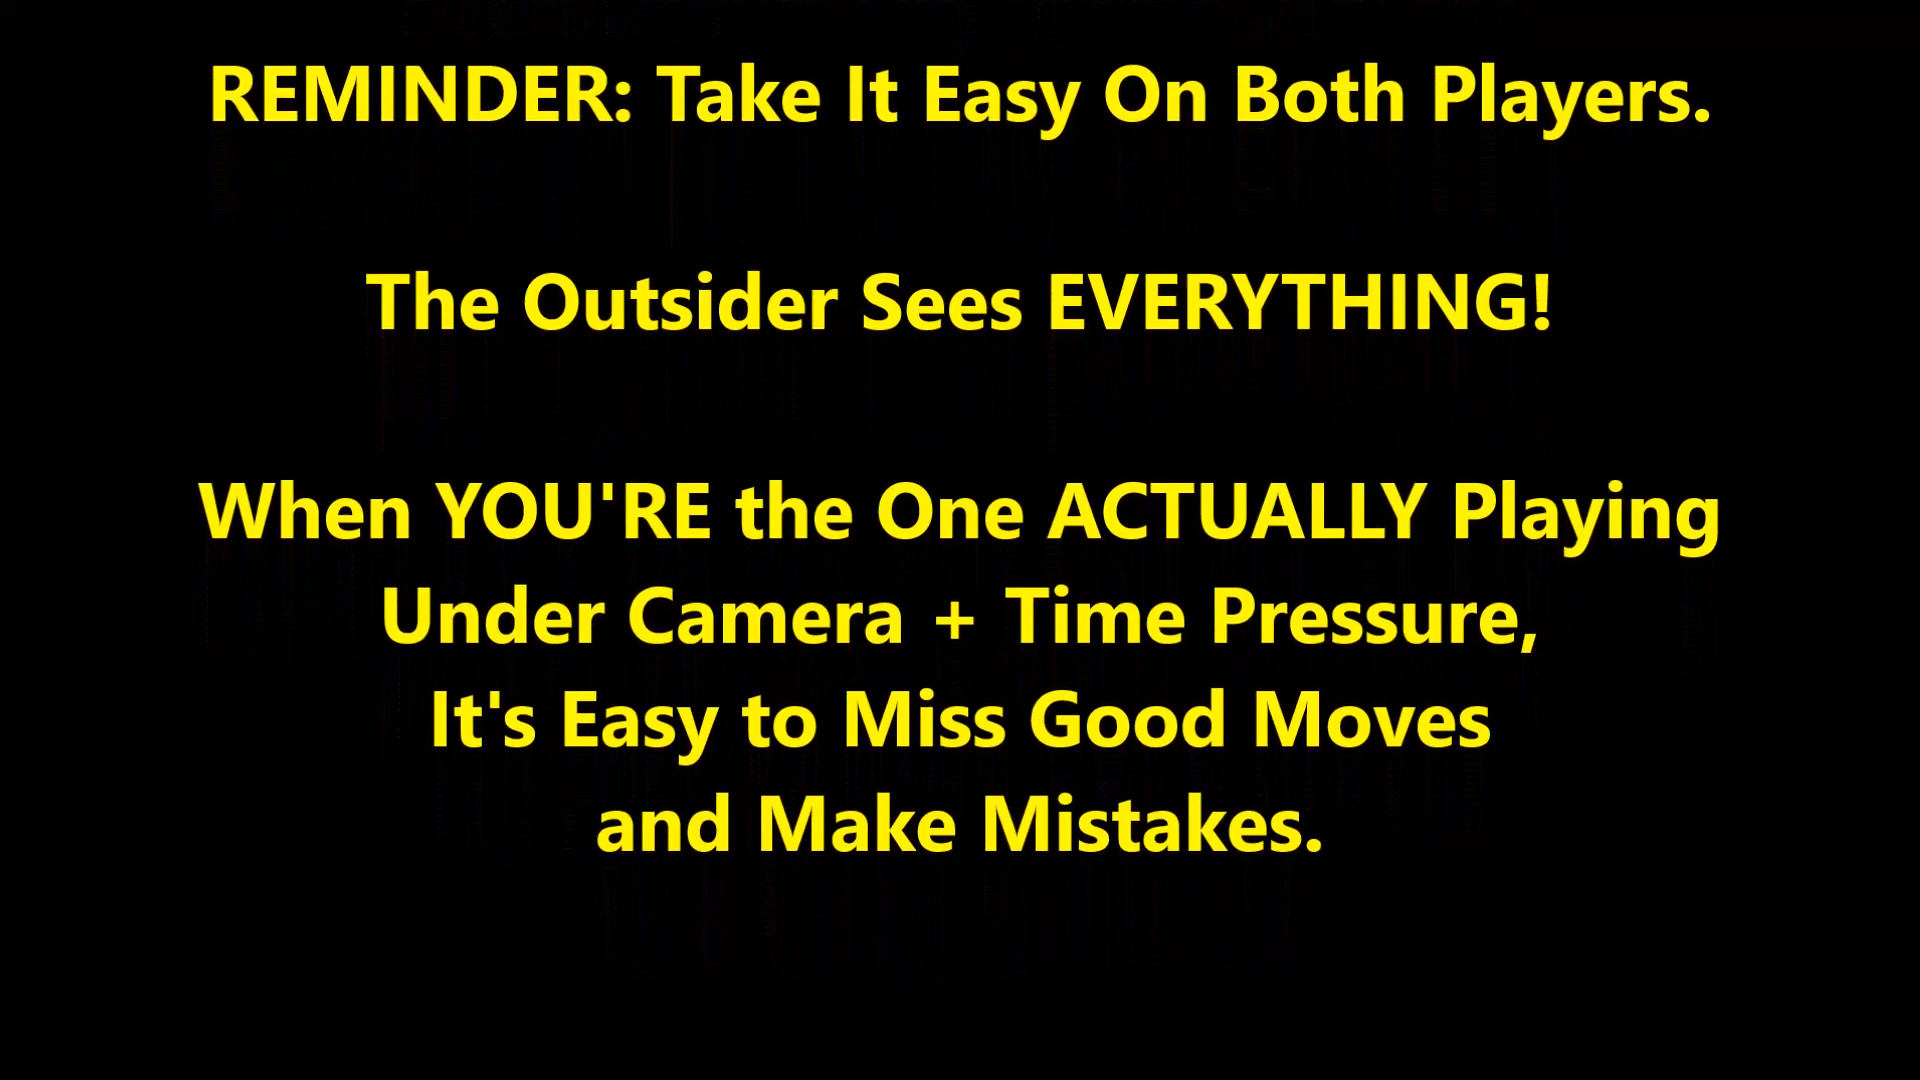 REMINDER: Take It Easy On Both Players.
The Outsider Sees EVERYTHING!
When YOU'RE the One ACTUALLY Playing
Under Camera + Time Pressure,
It's Easy to Miss Good Moves
and Make Mistakes.